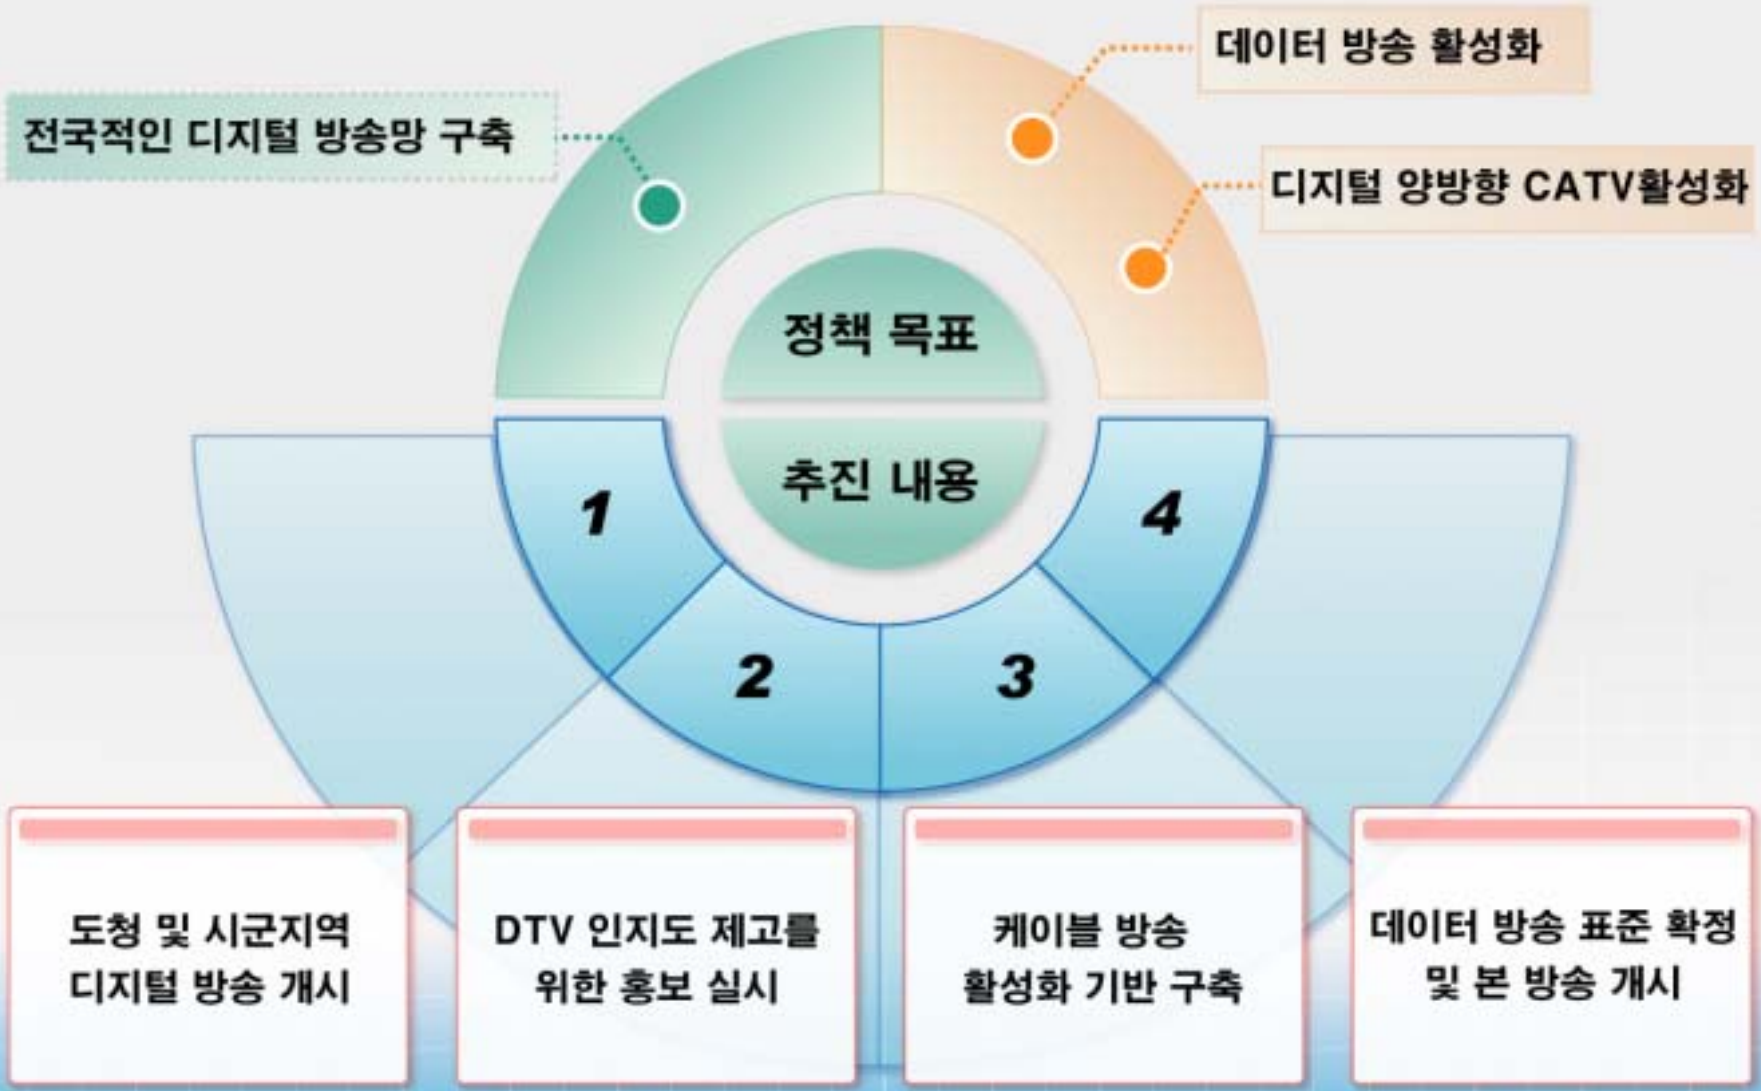 데이터 방송 활성화
전국적인 디지털 방송망 구축
디지털 양방향 CATV활성화
정책 목표
추진 내용
1
2
3
4
도청 및 시군지역
디지털 방송 개시
DTV 인지도 제고를
위한 홍보 실시
케이블 방송
활성화 기반 구축
데이터 방송 표준 확정
및 본 방송 개시